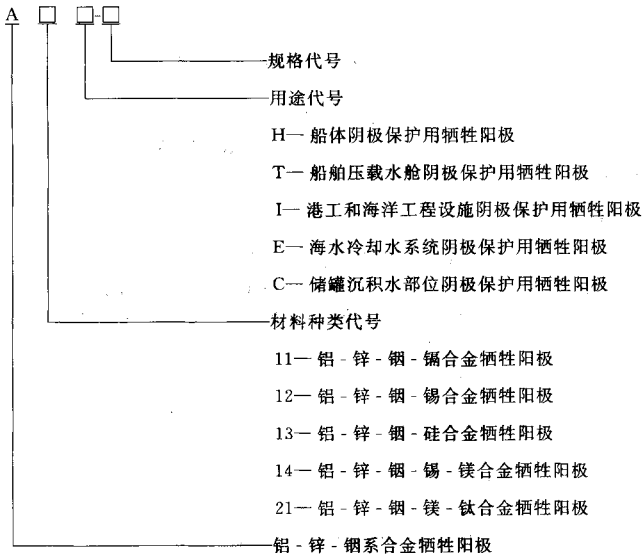 A □ □-□
规格代号
用途代号
H—船体阴极保护用牺牲阳极
T—船舶压载水舱阴极保护用牺牲阳极
I—港工和海洋工程设施阴极保护用牺牲阳极
E—海水冷却水系统阴极保护用牺牲阳极
C—储罐沉积水部位阴极保护用牺牲阳极
材料种类代号
11—铝-锌-铟-镉合金牺牲阳极
12—铝-锌-铟-锡合金牺牲阳极
13—铝-锌-铟-硅合金牺牲阳极
14—铝-锌-铟-锡-镁合金牺牲阳极
21—铝-锌-铟-镁-钛合金牺牲阳极
铝-锌-铟系合金牺牲阳极